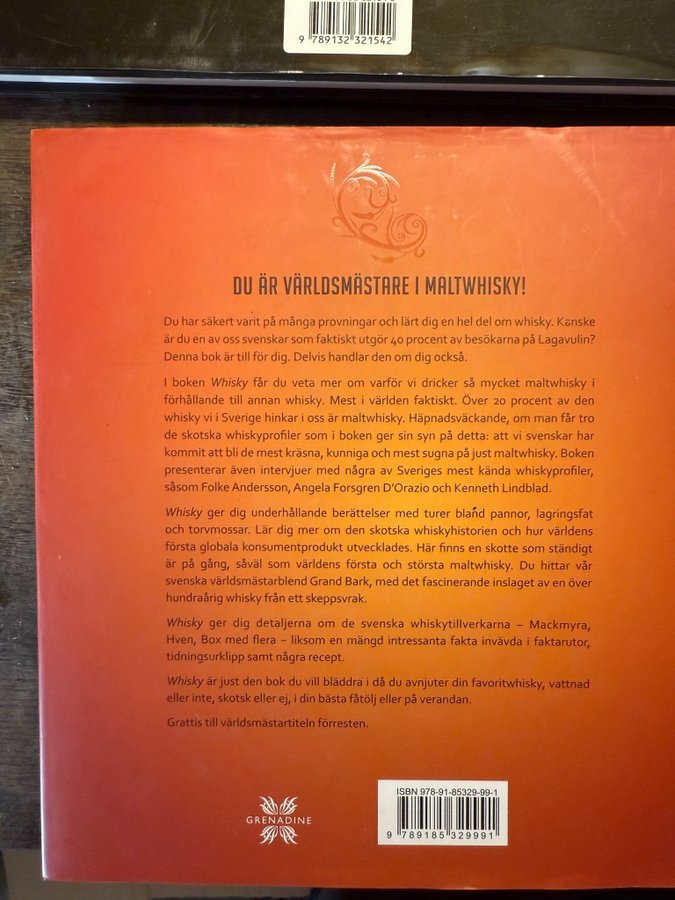 9 789132 321542
DU ÄR VÄRLDSMÄSTARE I MALTWHISKY!
Du har säkert varit på många provningar och lärt dig en hel del om whisky. Kanske
är du en av oss svenskar som faktiskt utgör 40 procent av besökarna på Lagavulin?
Denna bok är till för dig. Delvis handlar den om dig också.
I boken Whisky får du veta mer om varför vi dricker så mycket maltwhisky i
förhållande till annan whisky. Mest i världen faktiskt. Över 20 procent av den
whisky vi i Sverige hinkar i oss är maltwhisky. Häpnadsväckande, om man får tro
de skotska whiskyprofiler som i boken ger sin syn på detta: att vi svenskar har
kommit att bli de mest kräsna, kunniga och mest sugna på just maltwhisky. Boken
presenterar även intervjuer med några av Sveriges mest kända whiskyprofiler,
såsom Folke Andersson, Angela Forsgren D'Orazio och Kenneth Lindblad.
Whisky ger dig underhållande berättelser med turer bland pannor, lagringsfat
och torvmossar. Lär dig mer om den skotska whiskyhistorien och hur världens
första globala konsumentprodukt utvecklades. Här finns en skotte som ständigt
är på gång, såväl som världens första och största maltwhisky. Du hittar vår
svenska världsmästarblend Grand Bark, med det fascinerande inslaget av en över
hundraårig whisky från ett skeppsvrak.
Whisky ger dig detaljerna om de svenska whiskytillverkarna – Mackmyra,
Hven, Box med flera – liksom en mängd intressanta fakta invävda i faktarutor,
tidningsurklipp samt några recept.
Whisky är just den bok du vill bläddra i då du avnjuter din favoritwhisky, vattnad
eller inte, skotsk eller ej, i din bästa fåtölj eller på verandan.
Grattis till världsmästartiteln förresten.
GRENADINE
ISBN 978-91-85329-99-1
9 789185 329991